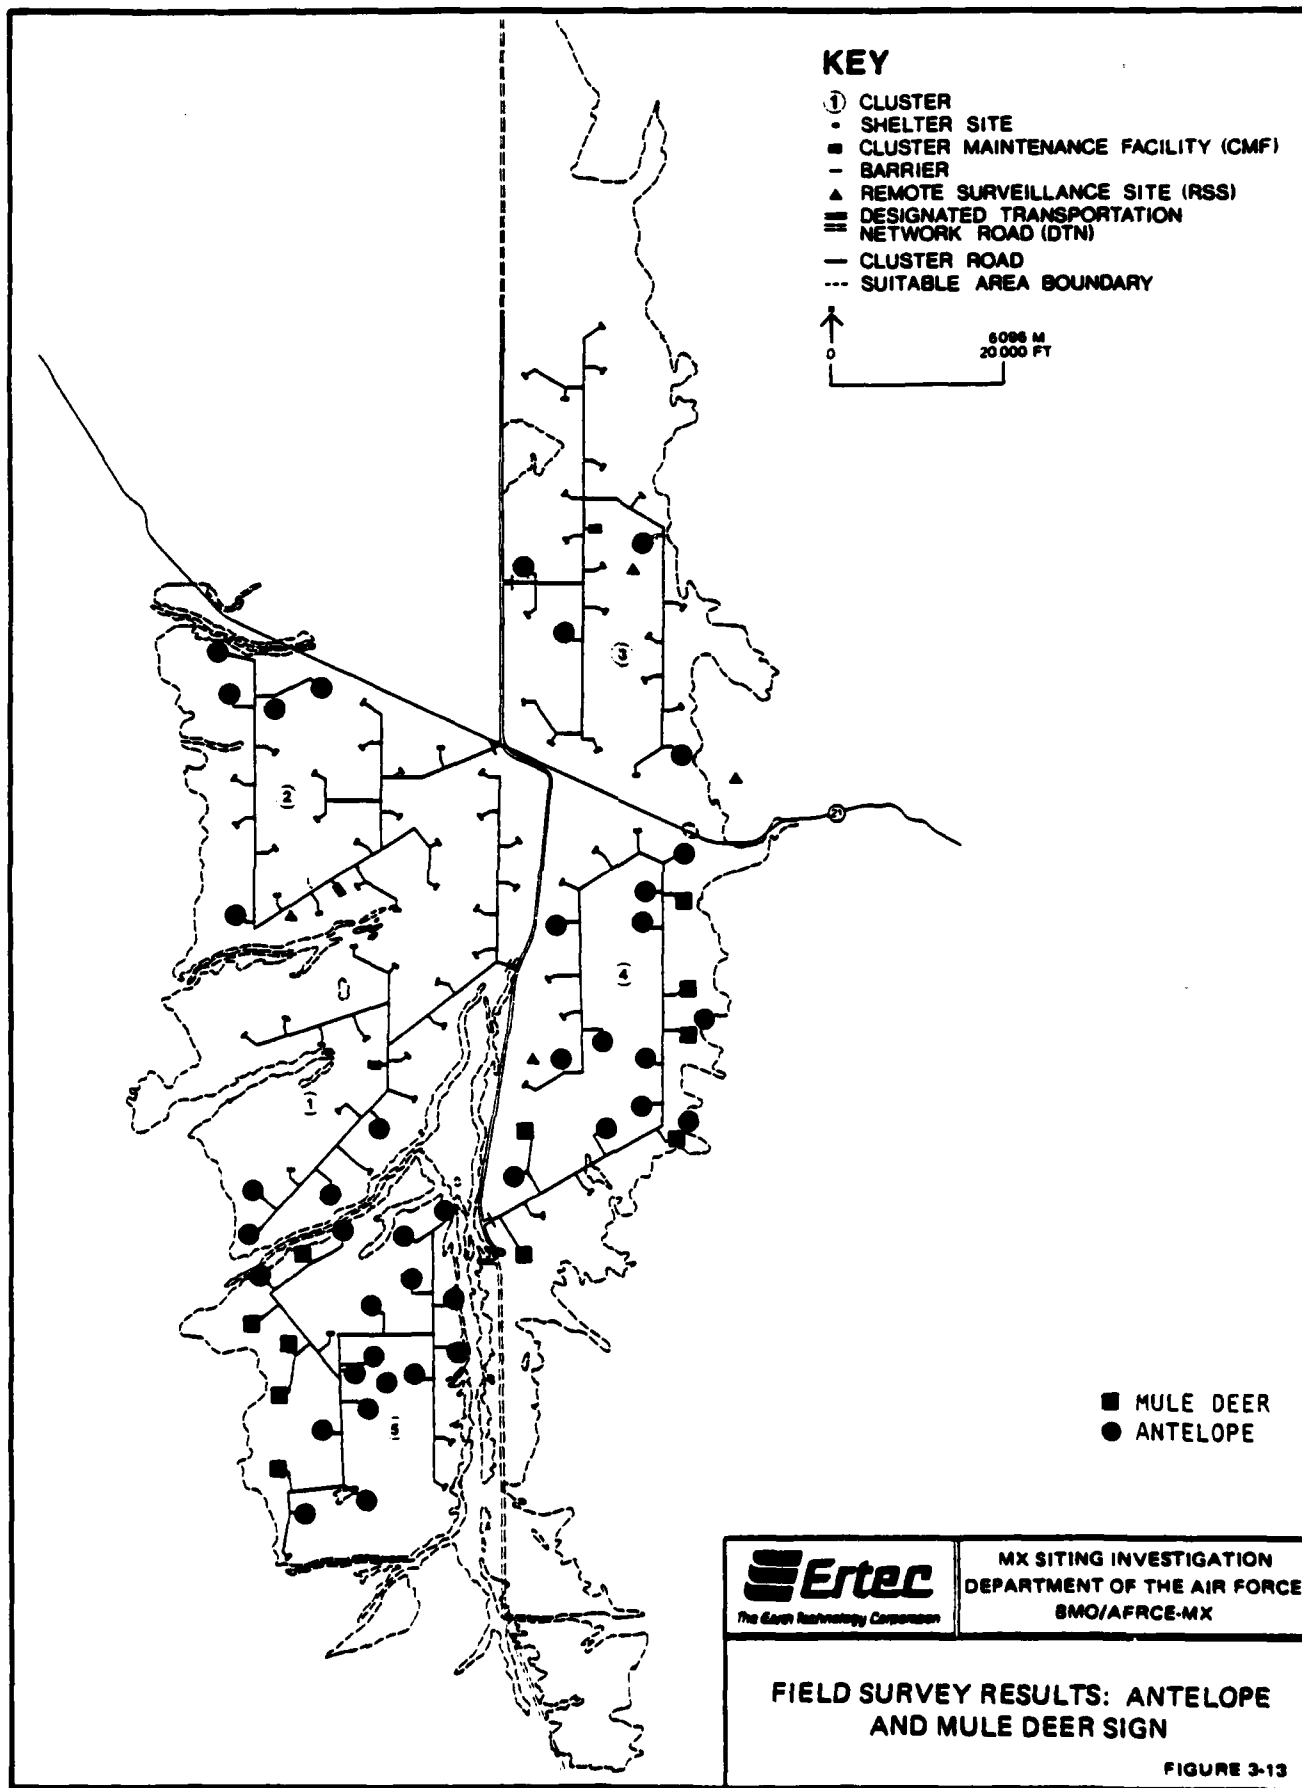 KEY
1 CLUSTER
SHELTER SITE
CLUSTER MAINTENANCE FACILITY (CMF)
BARRIER
REMOTE SURVEILLANCE SITE (RSS)
DESIGNATED TRANSPORTATION
NETWORK ROAD (DTN)
CLUSTER ROAD
SUITABLE AREA BOUNDARY
0
6096 M
20 000 FT
2
21
4
1
5
MULE DEER
ANTELOPE
Ertec
The Earth Technology Corporation
MX SITING INVESTIGATION
DEPARTMENT OF THE AIR FORCE
BMO/AFRCE-MX
FIELD SURVEY RESULTS: ANTELOPE
AND MULE DEER SIGN
FIGURE 3-13